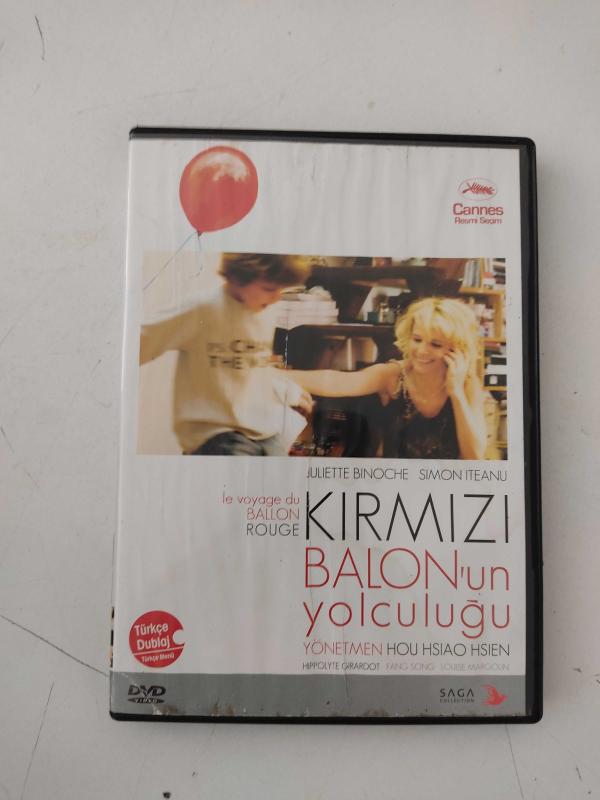 Cannes
Resmi Seçim
JULIETTE BINOCHE SIMON ITEANU
le voyage du
BALLON
ROUGE
KIRMIZI
BALON'un
yolculuğu
YÖNETMEN HOU HSIAO HSIEN
HIPPOLYTE GIRARDOT FANG SONG LOUISE MARGOLIN
Türkçe
Dublaj
Türkçe Menü
DVD
VIDEO
SAGA
COLLECTION